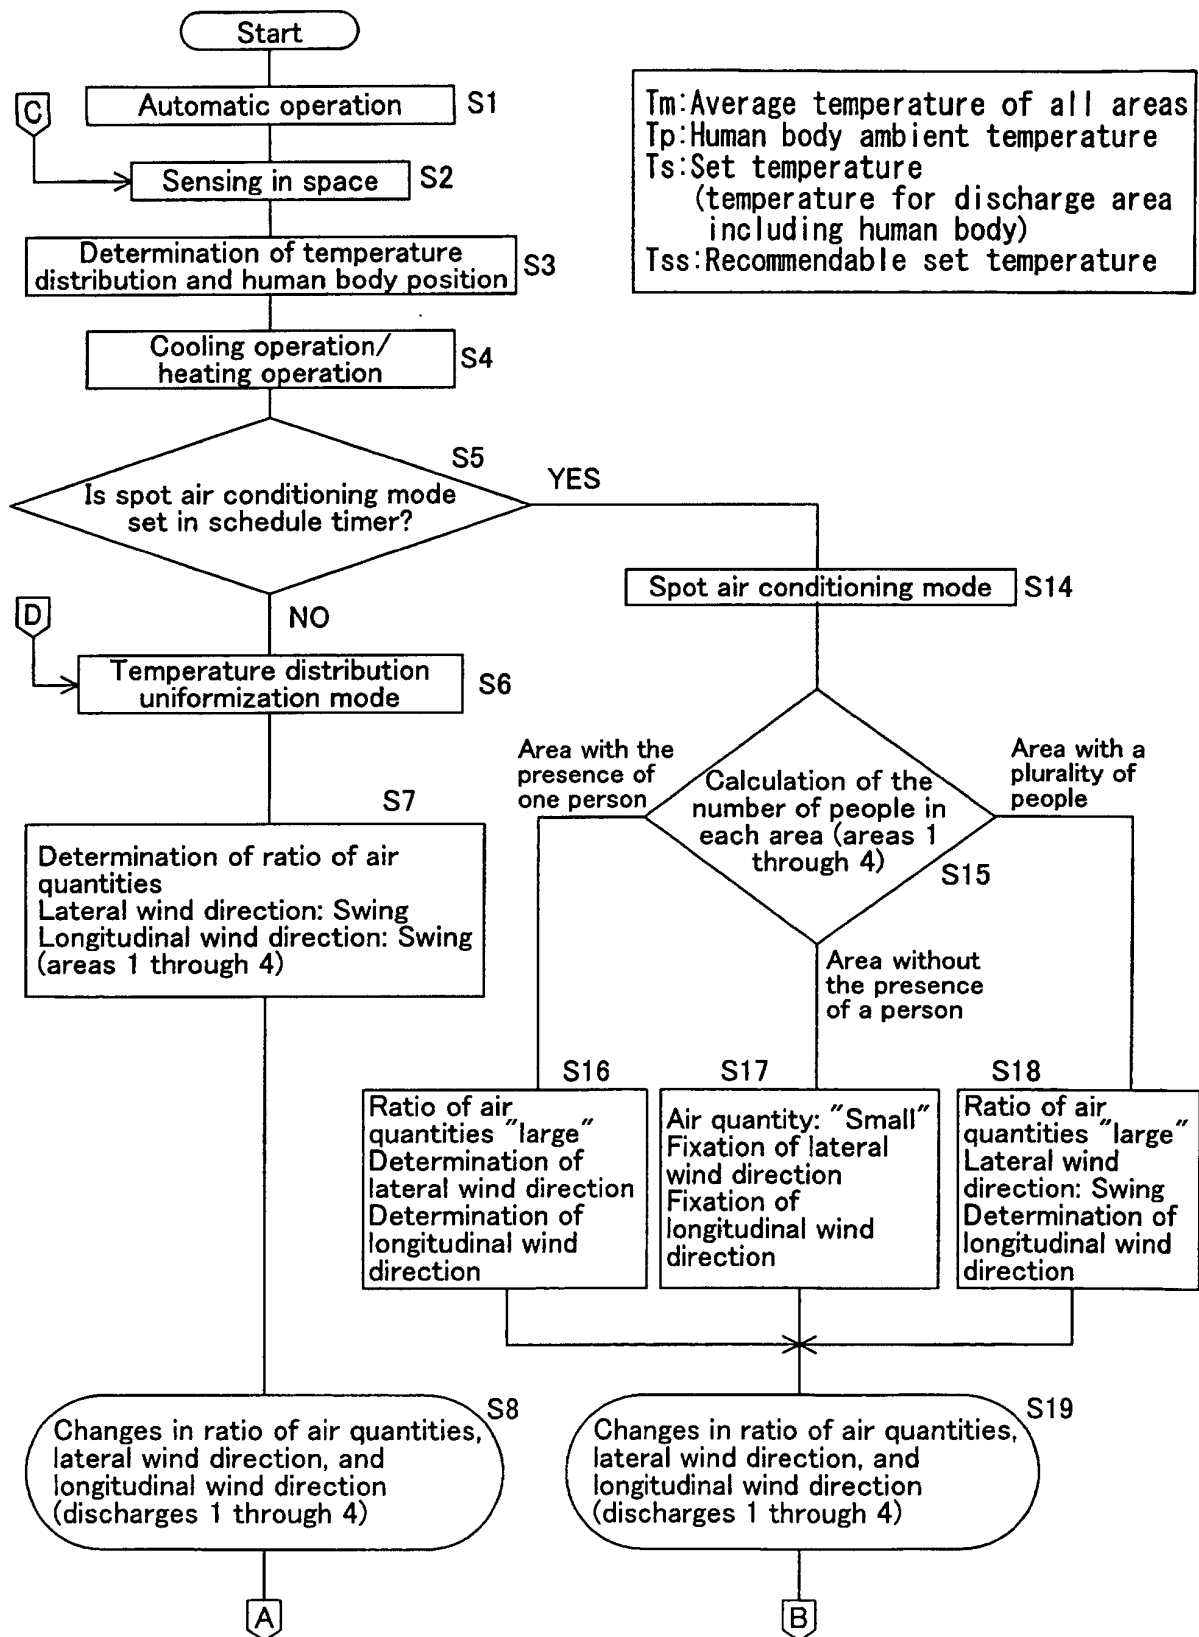 Start
C
Automatic operation S1
Sensing in space S2
Determination of temperature
distribution and human body position S3
Cooling operation/
heating operation S4
Tm:Average temperature of all areas
Tp:Human body ambient temperature
Ts:Set temperature
(temperature for discharge area
including human body)
Tss:Recommendable set temperature
S5
Is spot air conditioning mode
set in schedule timer?
YES
NO
Spot air conditioning mode S14
D
Temperature distribution
uniformization mode S6
S7
Determination of ratio of air
quantities
Lateral wind direction: Swing
Longitudinal wind direction: Swing
(areas 1 through 4)
Area with the
presence of
one person
Calculation of the
number of people in
each area (areas 1
through 4)
S15
Area with a
plurality of
people
Area without
the presence
of a person
S16
Ratio of air
quantities "large"
Determination of
lateral wind direction
Determination of
longitudinal wind
direction
S17
Air quantity: "Small"
Fixation of lateral
wind direction
Fixation of
longitudinal wind
direction
S18
Ratio of air
quantities "large"
Lateral wind
direction: Swing
Determination of
longitudinal wind
direction
S8
Changes in ratio of air quantities,
lateral wind direction, and
longitudinal wind direction
(discharges 1 through 4)
A
S19
Changes in ratio of air quantities,
lateral wind direction, and
longitudinal wind direction
(discharges 1 through 4)
B